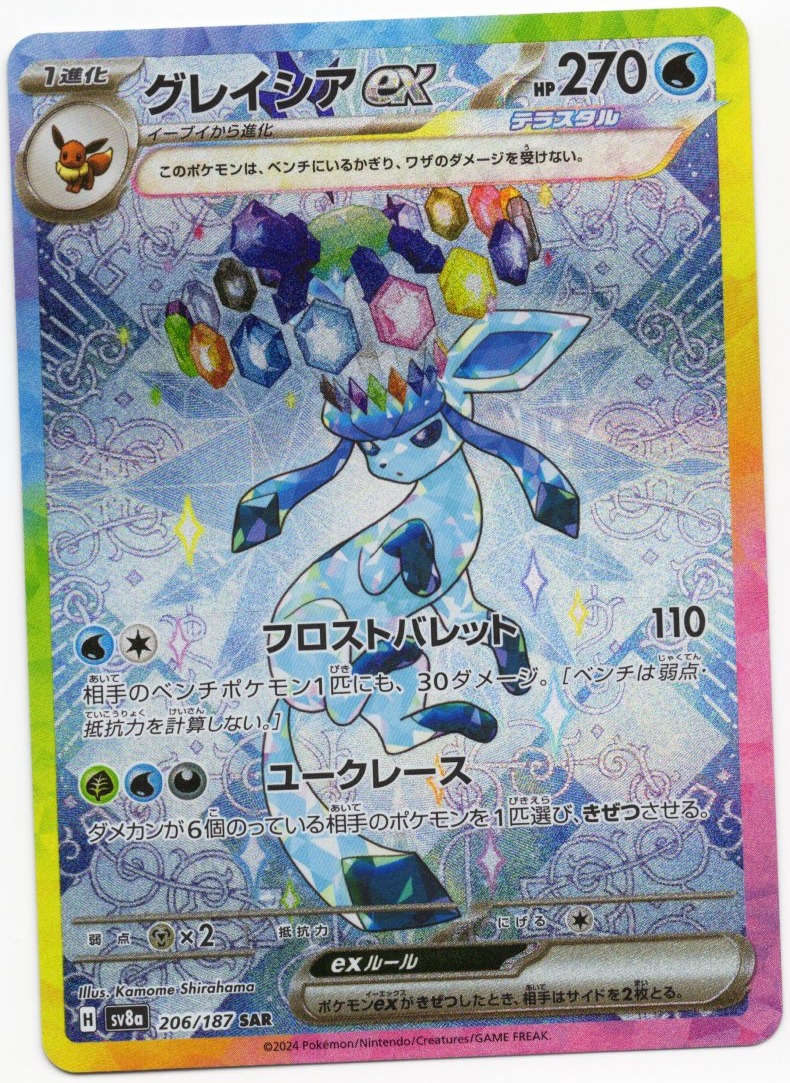 1進化
グレイシアex
HP270
イーブイから進化
テラスタル
このポケモンは、ベンチにいるかぎり、ワザのダメージを受けない。
フロストバレット 110
相手のベンチポケモン1匹にも、30ダメージ。[ベンチは弱点・
抵抗力を計算しない。]
ユークレース
ダメカンが6個のっている相手のポケモンを1匹選び、きぜつさせる。
弱点 ×2 抵抗力 にげる
exルール
ポケモンexがきぜつしたとき、相手はサイドを2枚とる。
Illus. Kamome Shirahama
H sv8a 206/187 SAR
©2024 Pokémon/Nintendo/Creatures/GAME FREAK.